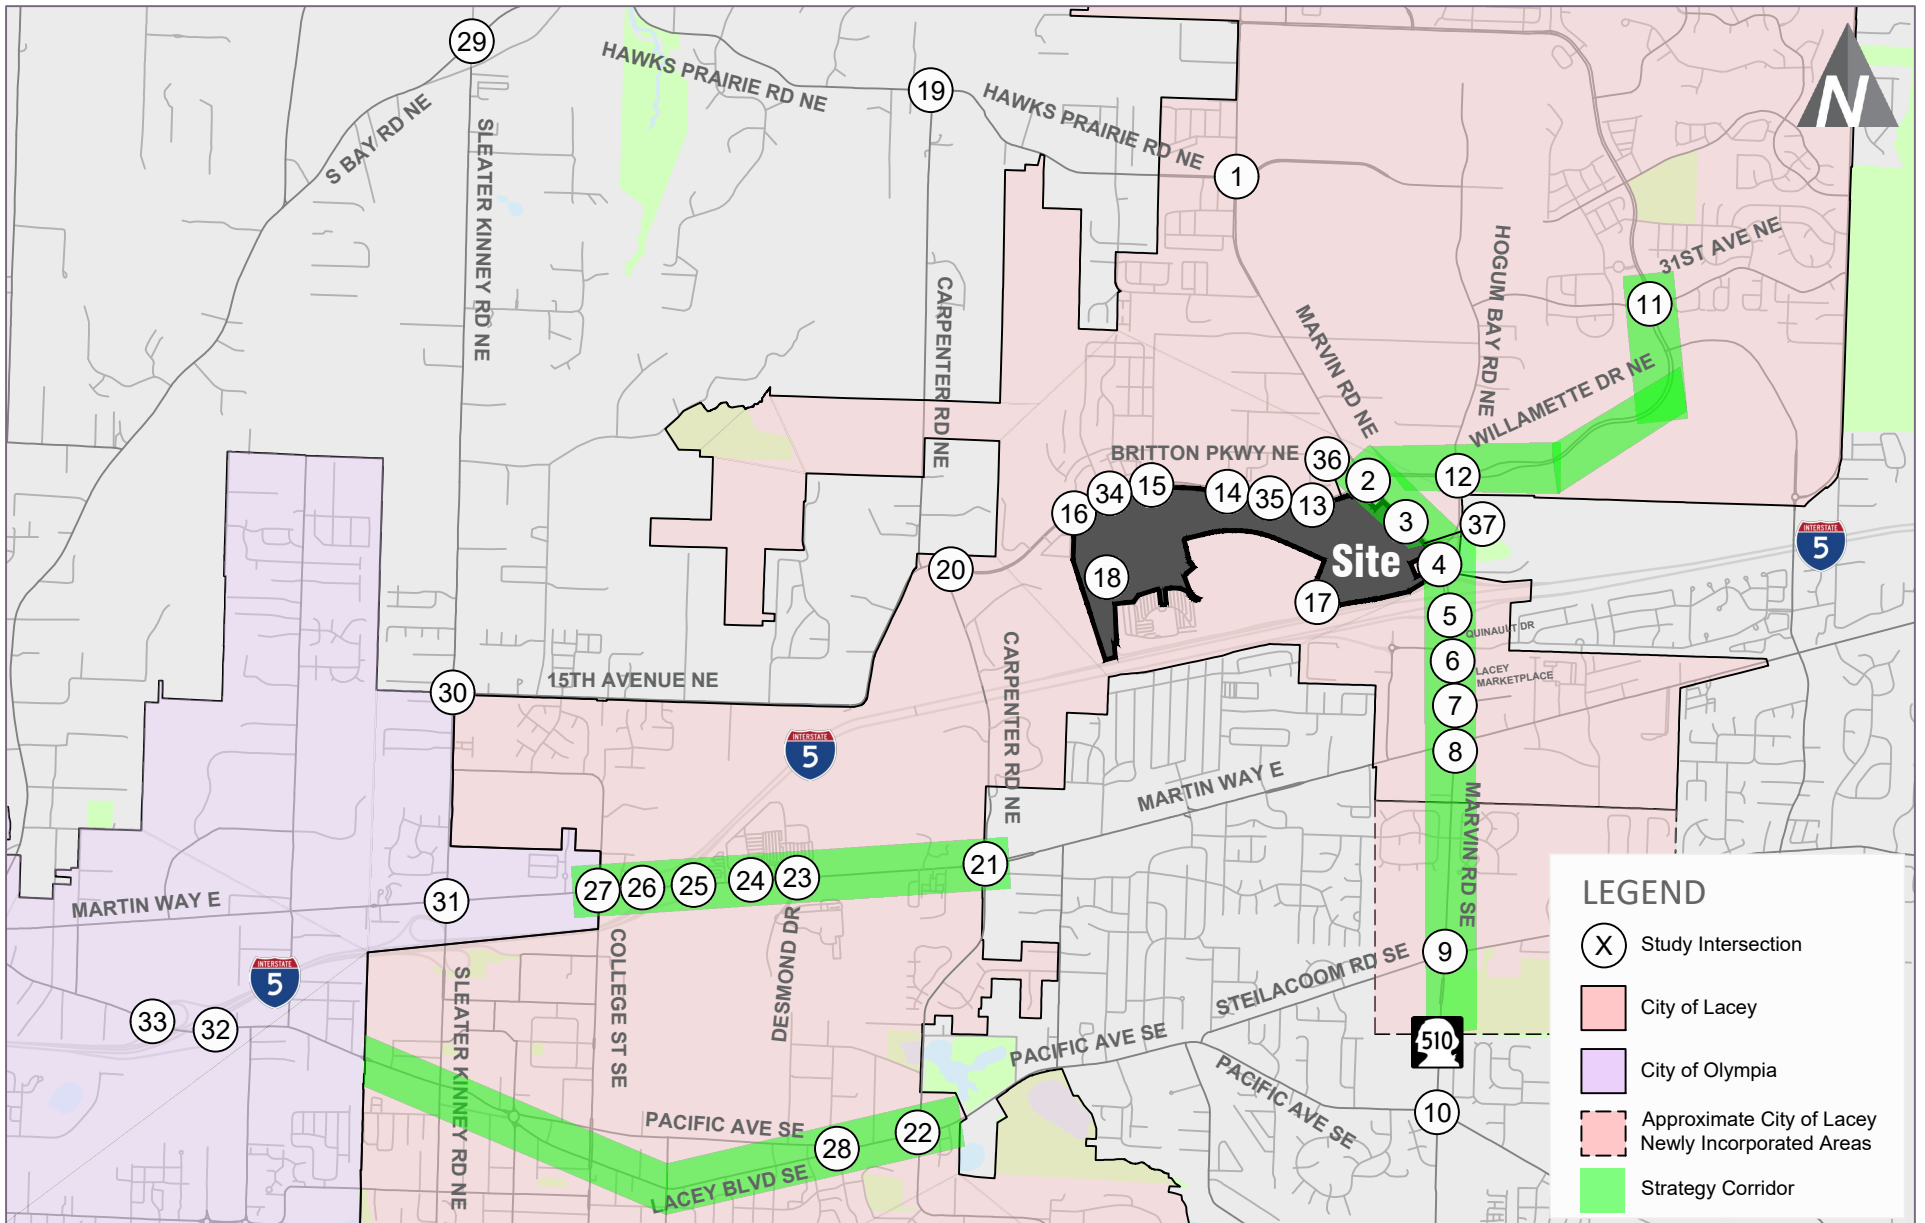 29
HAWKS PRAIRIE RD NE
19
HAWKS PRAIRIE RD NE
N
S BAY RD NE
SLEATER KINNEY RD NE
1
31ST AVE NE
HOGUM BAY RD NE
11
CARPENTER RD NE
MARVIN RD NE
WILLAMETTE DR NE
BRITTON PKWY NE
36
2
12
16
34
15
14
35
13
3
37
INTERSTATE
5
20
18
Site
4
17
5
QUINAULT DR
6
LACEY
MARKETPLACE
7
8
30
15TH AVENUE NE
CARPENTER RD NE
INTERSTATE
5
MARTIN WAY E
MARVIN RD SE
21
27
26
25
24
23
31
MARTIN WAY E
DESMOND DR
COLLEGE ST SE
SLEATER KINNEY RD NE
INTERSTATE
5
33
32
9
STEILACOOM RD SE
510
PACIFIC AVE SE
PACIFIC AVE SE
10
PACIFIC AVE SE
28
22
LACEY BLVD SE
LEGEND
X
Study Intersection
City of Lacey
City of Olympia
Approximate City of Lacey
Newly Incorporated Areas
Strategy Corridor